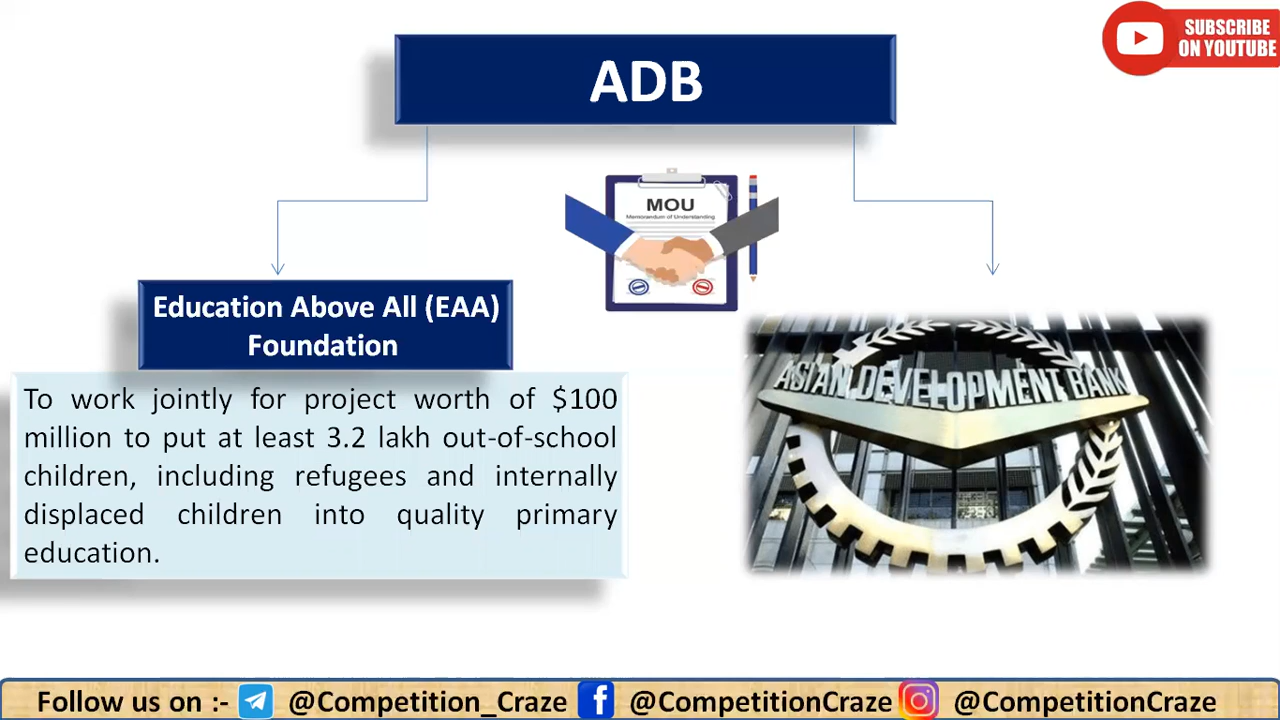 SUBSCRIBE
ON YOUTUBE
ADB
MOU
Memorandum of Understanding
Education Above All (EAA)
Foundation
To work jointly for project worth of $100
million to put at least 3.2 lakh out-of-school
children, including refugees and internally
displaced children into quality primary
education.
ASIAN DEVELOPMENT BANK
Follow us on :- @Competition_Craze @CompetitionCraze @CompetitionCraze